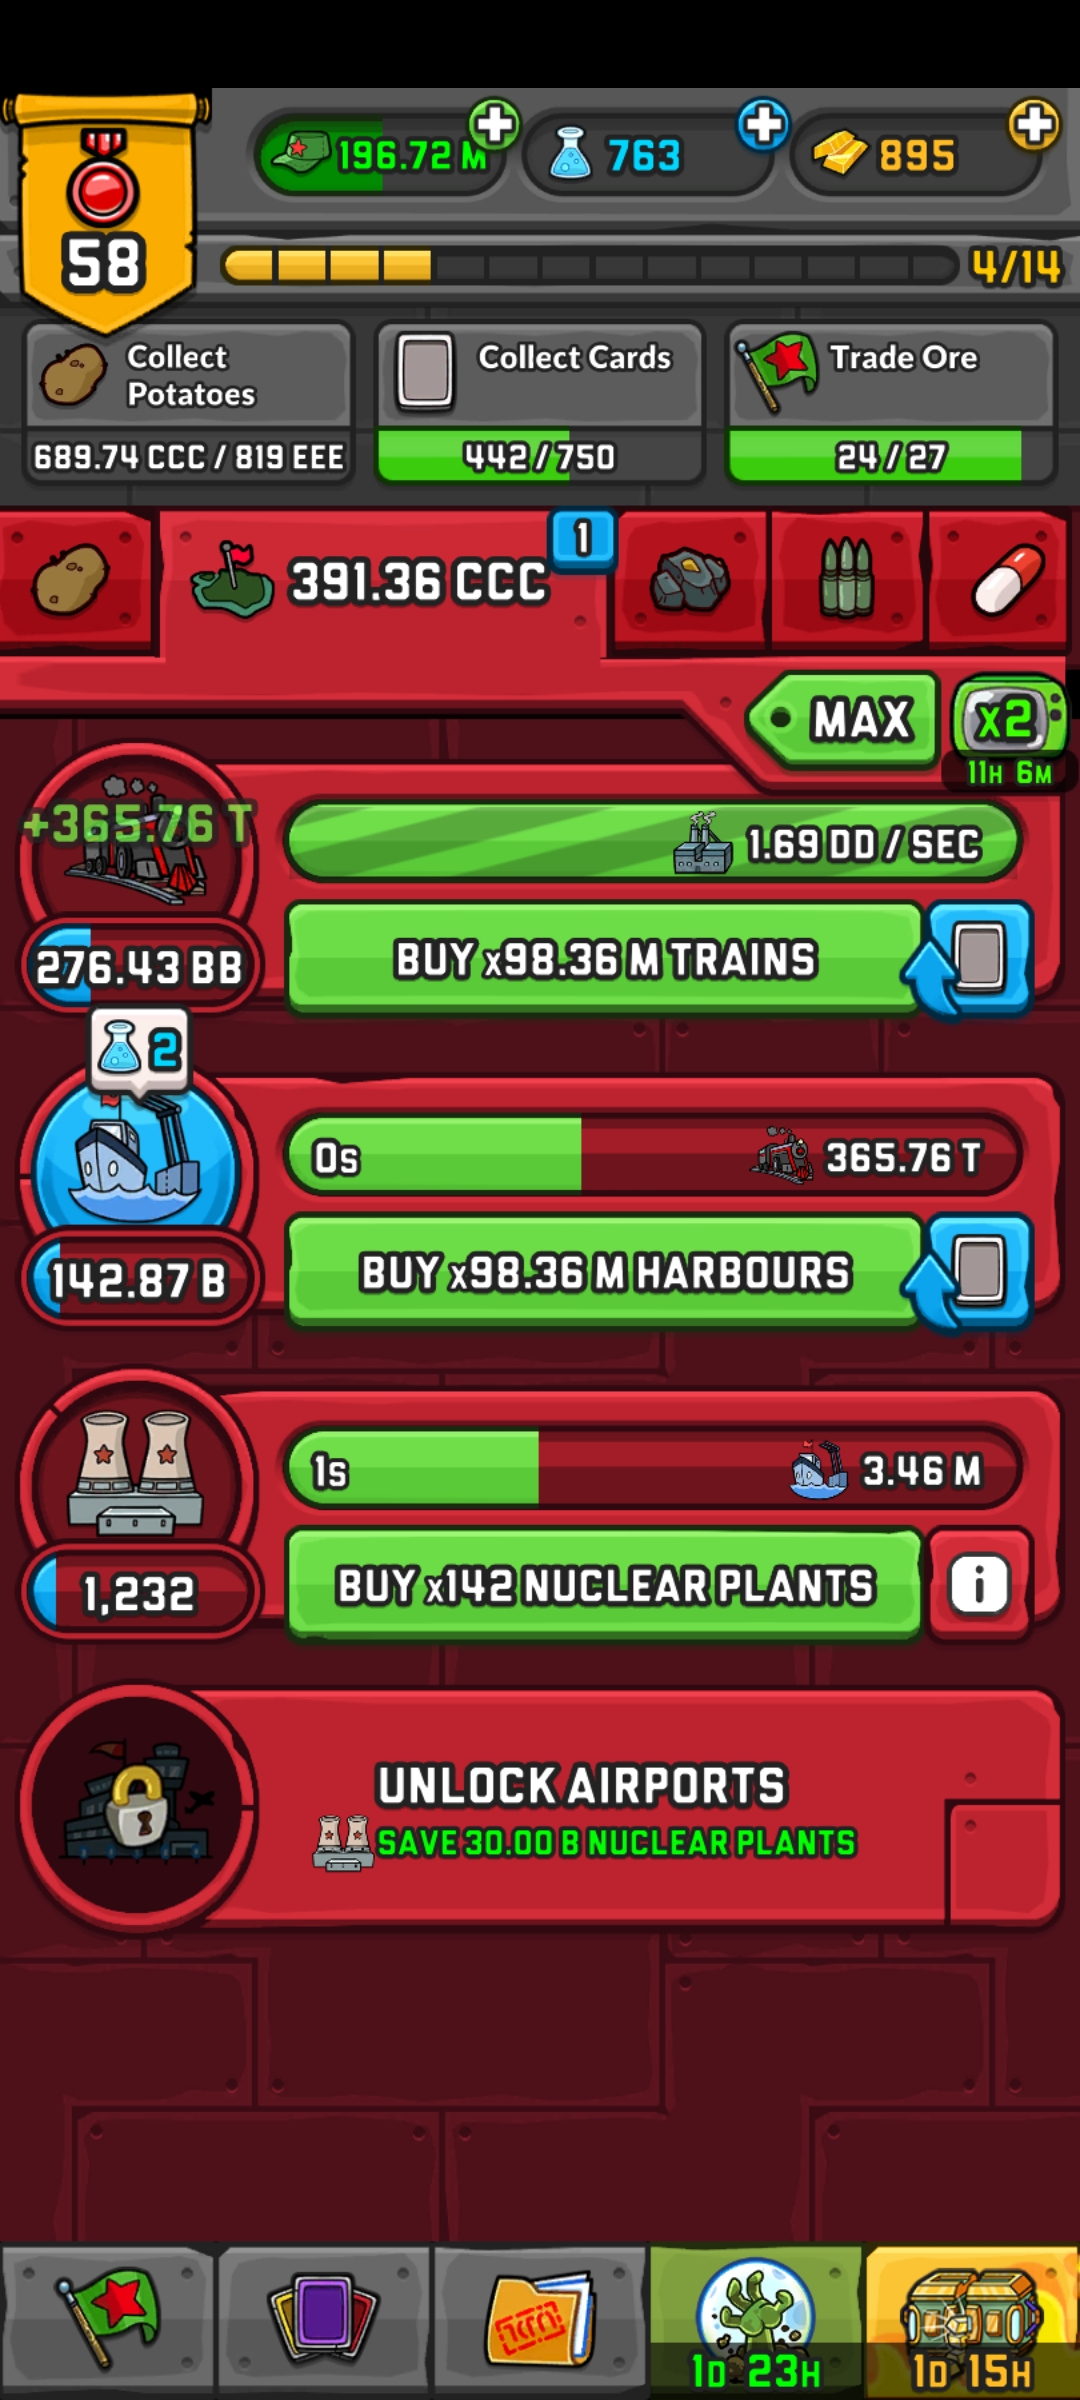 196.72 M
763
895
58
4/14
Collect
Potatoes
689.74 CCC / 819 EEE
Collect Cards
442/750
Trade Ore
24/27
391.36 CCC
1
MAX
x2
11H 6M
+365.76 T
1.69 DD / SEC
276.43 BB
BUY x98.36 M TRAINS
2
0s
365.76 T
142.87 B
BUY x98.36 M HARBOURS
1s
3.46 M
1,232
BUY x142 NUCLEAR PLANTS
i
UNLOCK AIRPORTS
SAVE 30.00 B NUCLEAR PLANTS
1D 23H
1D 15H